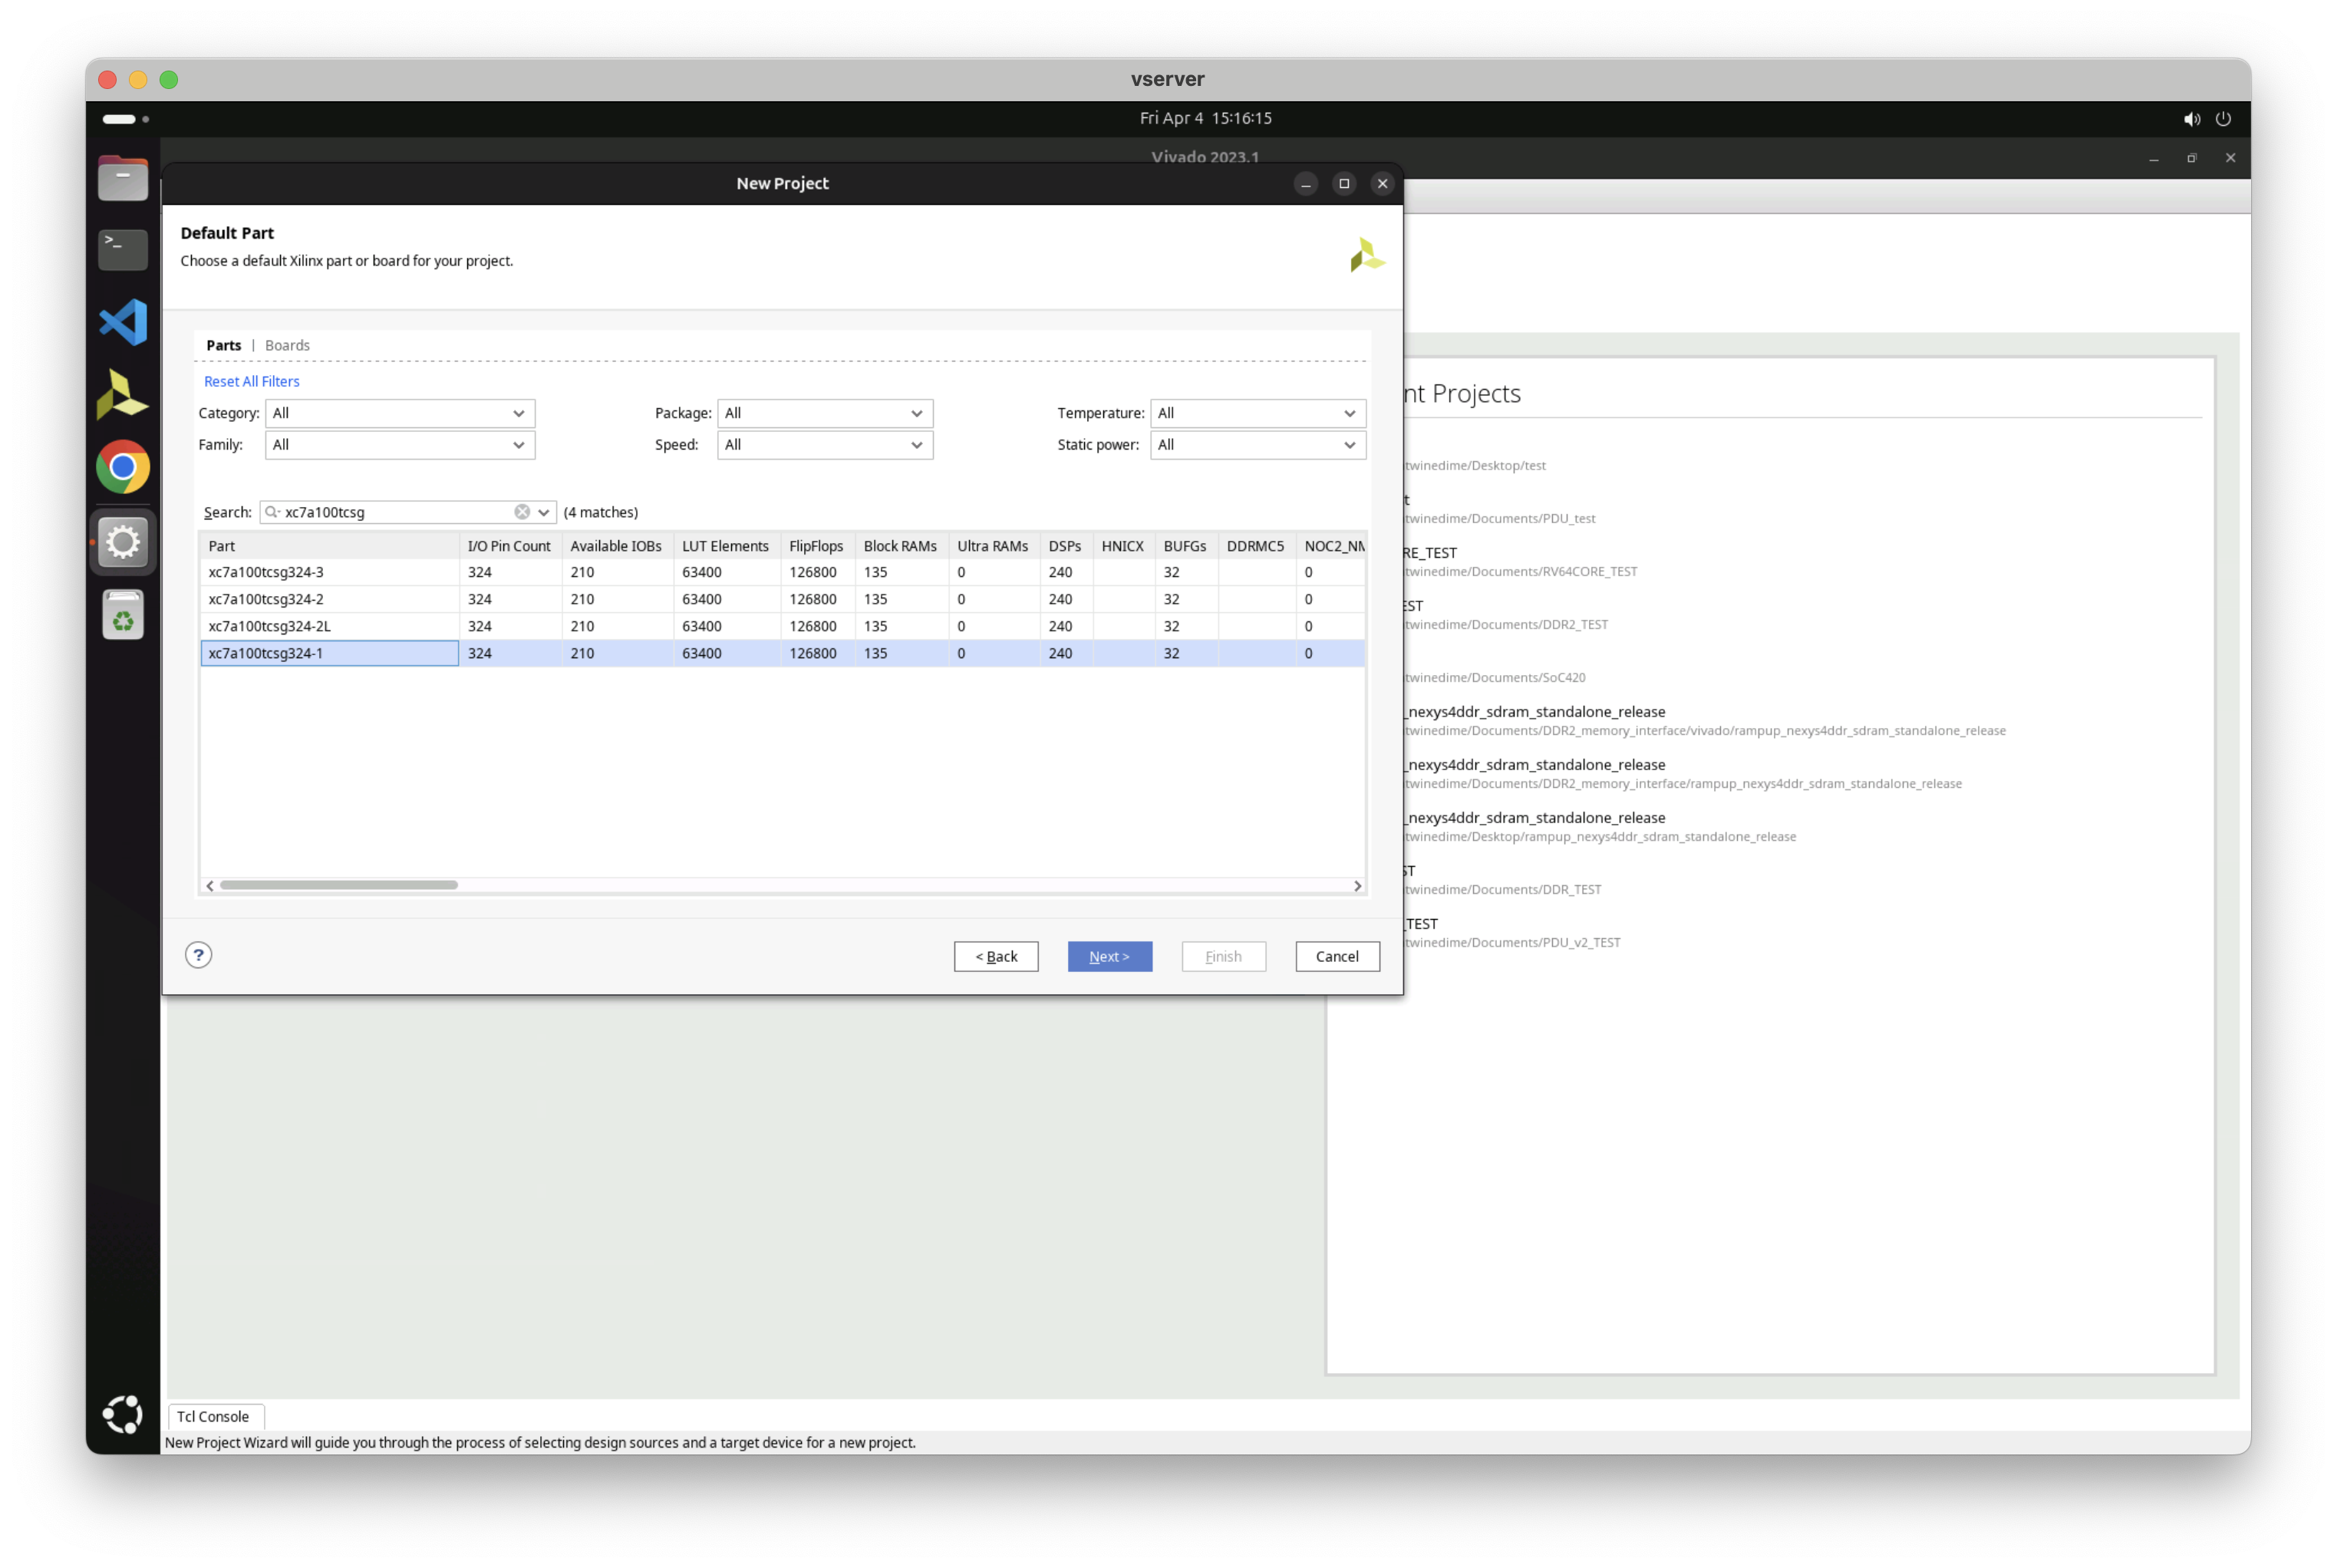 vserver
Fri Apr 4 15:16:15
Vivado 2023.1
New Project
Default Part
Choose a default Xilinx part or board for your project.
Parts | Boards
Reset All Filters
Category: All Package: All Temperature: All
Family: All Speed: All Static power: All
Search: xc7a100tcsg (4 matches)
Part I/O Pin Count Available IOBs LUT Elements FlipFlops Block RAMs Ultra RAMs DSPs HNICX BUFGs DDRMC5 NOC2_NM
xc7a100tcsg324-3 324 210 63400 126800 135 0 240 32 0
xc7a100tcsg324-2 324 210 63400 126800 135 0 240 32 0
xc7a100tcsg324-2L 324 210 63400 126800 135 0 240 32 0
xc7a100tcsg324-1 324 210 63400 126800 135 0 240 32 0
? < Back Next > Finish Cancel
nt Projects
twinedime/Desktop/test
t
twinedime/Documents/PDU_test
RE_TEST
twinedime/Documents/RV64CORE_TEST
EST
twinedime/Documents/DDR2_TEST
twinedime/Documents/SoC420
_nexys4ddr_sdram_standalone_release
twinedime/Documents/DDR2_memory_interface/vivado/rampup_nexys4ddr_sdram_standalone_release
_nexys4ddr_sdram_standalone_release
twinedime/Documents/DDR2_memory_interface/rampup_nexys4ddr_sdram_standalone_release
_nexys4ddr_sdram_standalone_release
twinedime/Desktop/rampup_nexys4ddr_sdram_standalone_release
ST
twinedime/Documents/DDR_TEST
_TEST
twinedime/Documents/PDU_v2_TEST
Tcl Console
New Project Wizard will guide you through the process of selecting design sources and a target device for a new project.